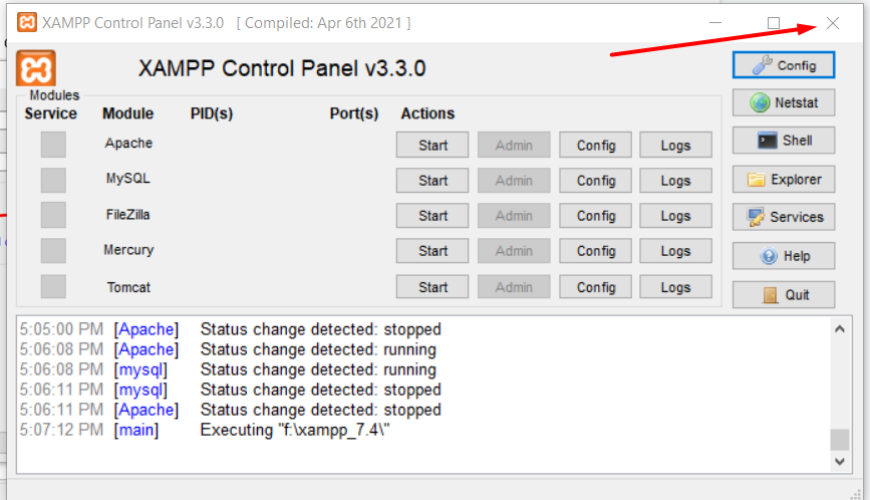 XAMPP Control Panel v3.3.0 [ Compiled: Apr 6th 2021 ]
XAMPP Control Panel v3.3.0
Config
Modules
Service Module PID(s) Port(s) Actions
Netstat
Apache Start Admin Config Logs
Shell
MySQL Start Admin Config Logs
Explorer
FileZilla Start Admin Config Logs
Services
Mercury Start Admin Config Logs
Help
Tomcat Start Admin Config Logs
Quit
5:05:00 PM [Apache] Status change detected: stopped
5:06:08 PM [Apache] Status change detected: running
5:06:08 PM [mysql] Status change detected: running
5:06:11 PM [mysql] Status change detected: stopped
5:06:11 PM [Apache] Status change detected: stopped
5:07:12 PM [main] Executing "f:\xampp_7.4\"